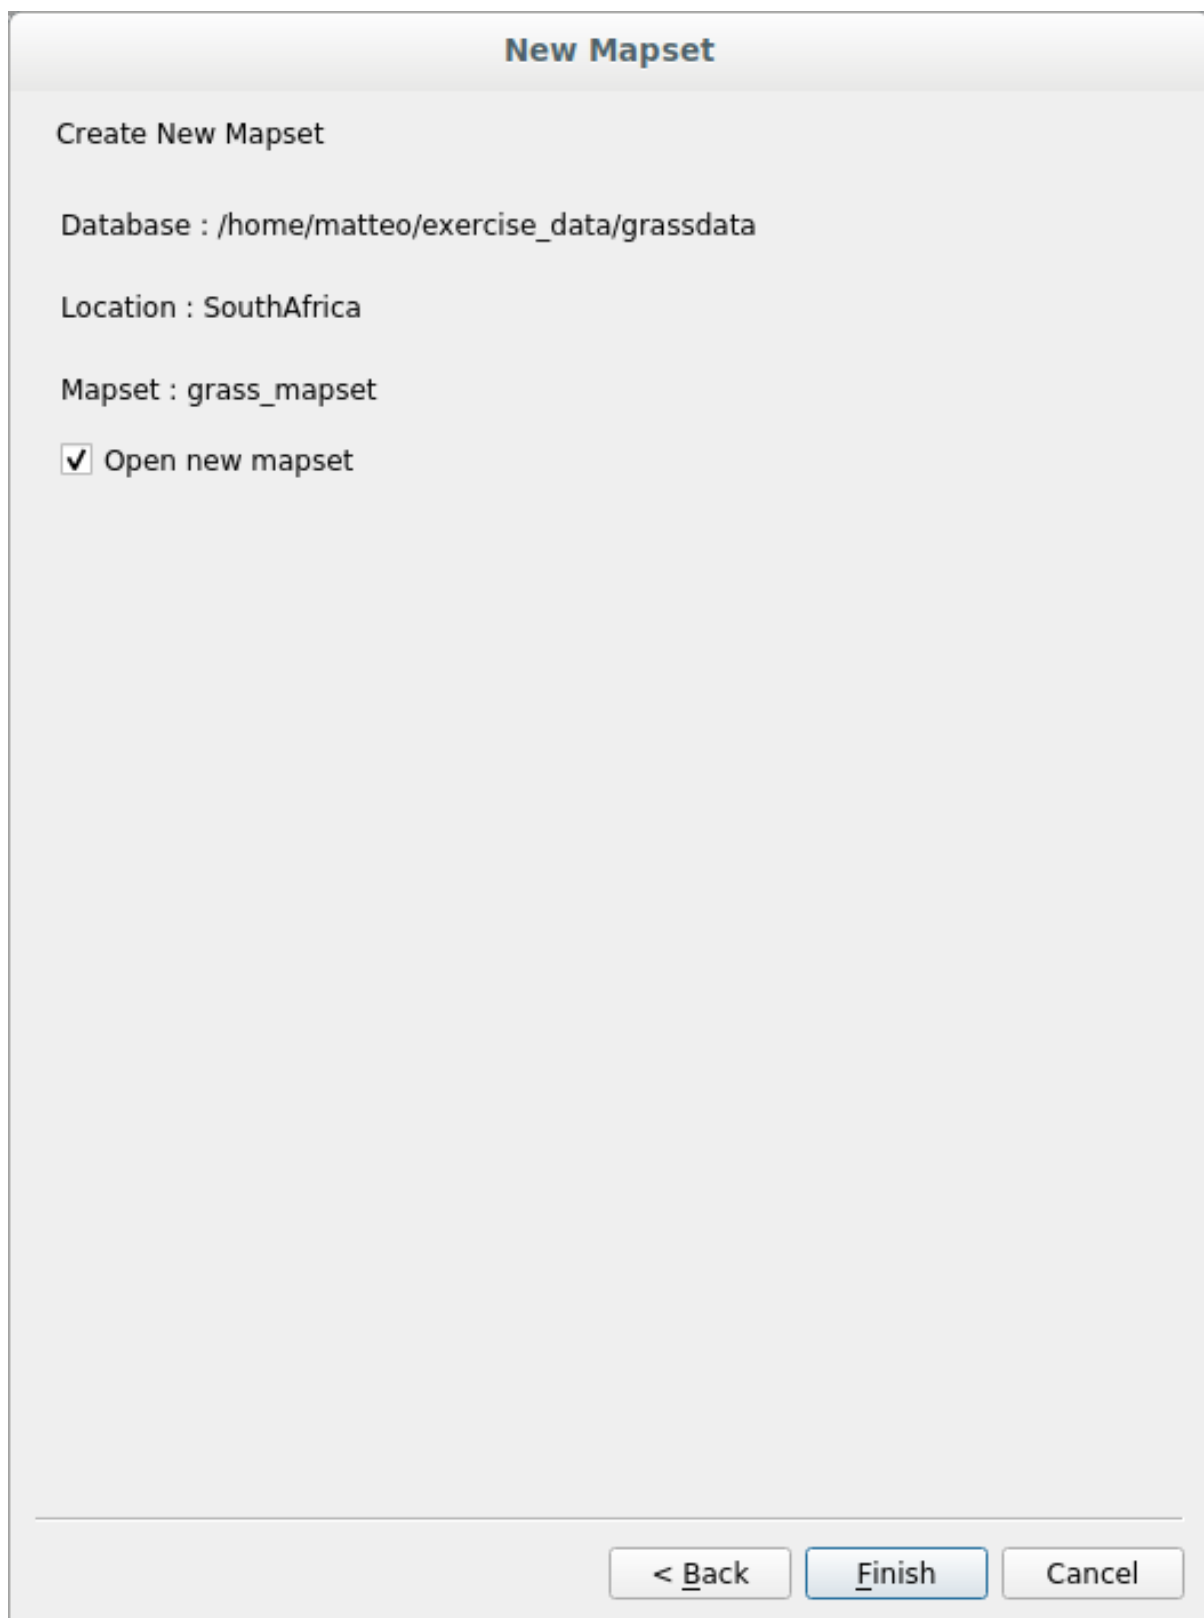 New Mapset
Create New Mapset
Database : /home/matteo/exercise_data/grassdata
Location : SouthAfrica
Mapset : grass_mapset
Open new mapset
< Back Finish Cancel